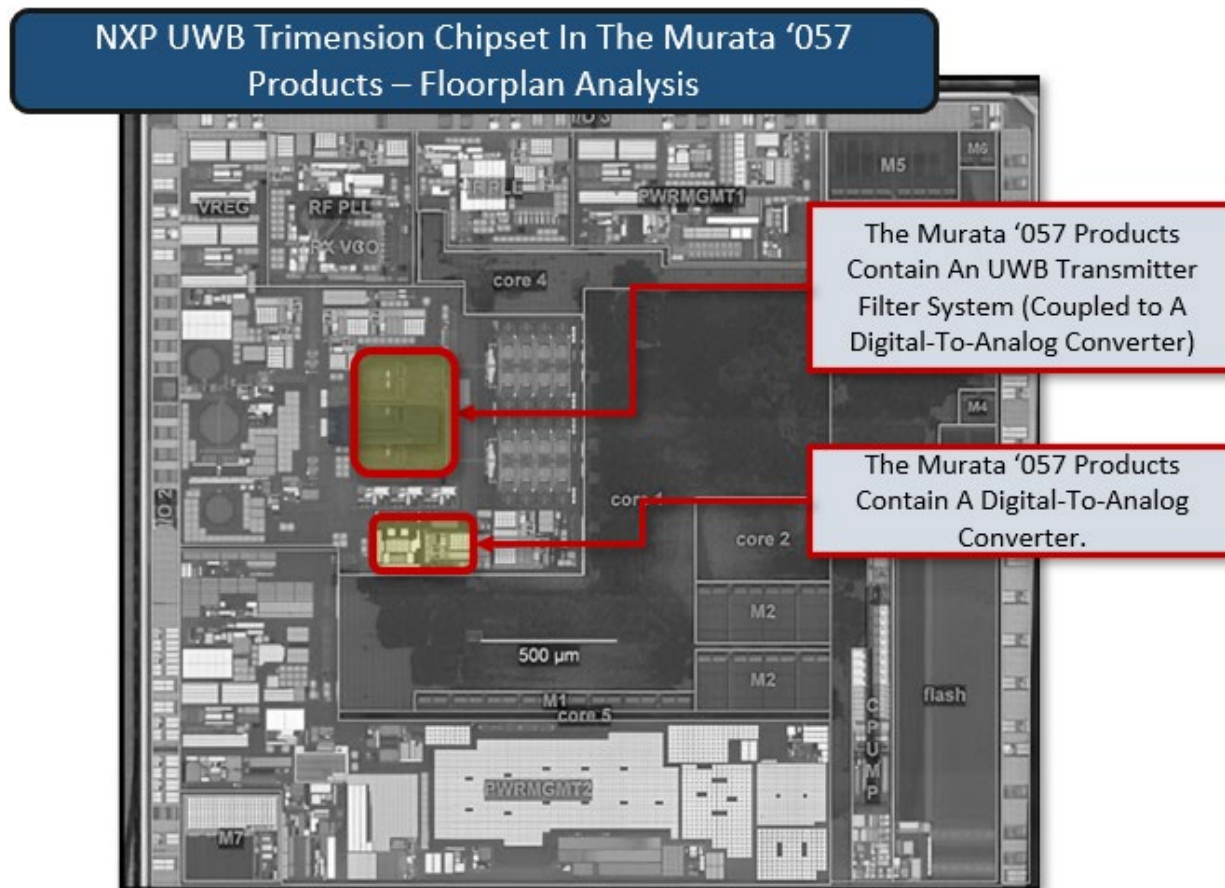 NXP UWB Trimension Chipset In The Murata ‘057
Products – Floorplan Analysis
I/O 3
M6
M5
VREG
RF PLL
PWRMGMT1
RX VCO
core 4
The Murata ‘057 Products
Contain An UWB Transmitter
Filter System (Coupled to A
Digital-To-Analog Converter)
M4
The Murata ‘057 Products
Contain A Digital-To-Analog
Converter.
I/O 2
core 1
core 2
M2
500 µm
M2
M1
core 5
flash
CPUMP
PWRMGMT2
M7